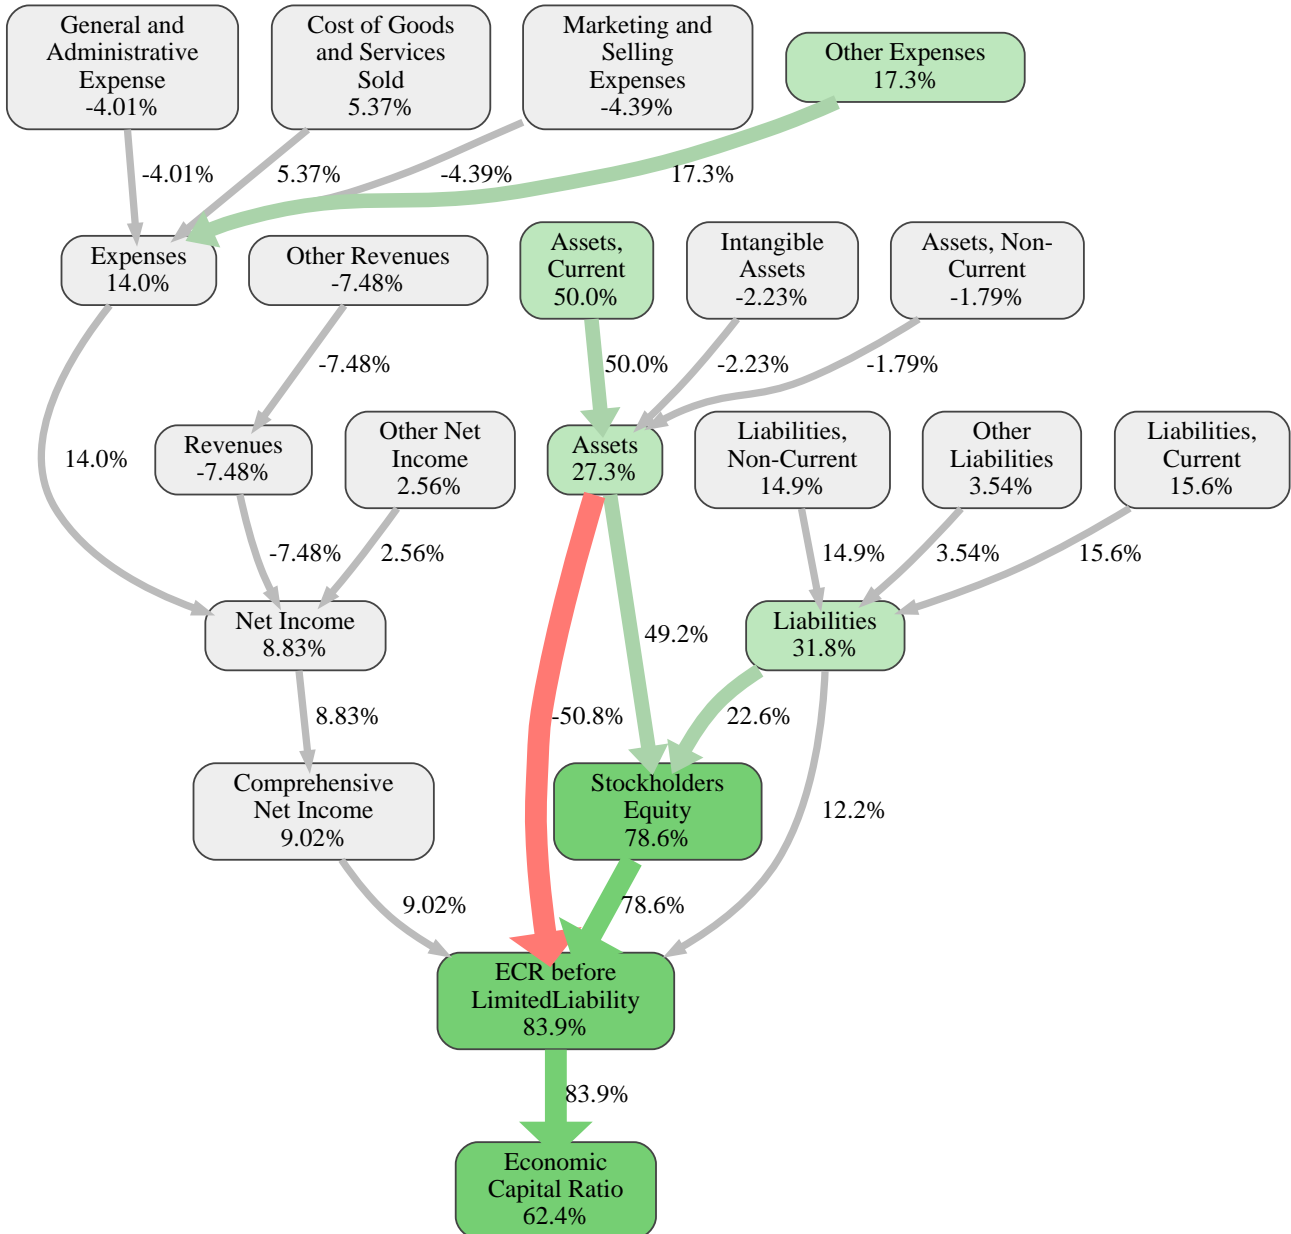 General and
Administrative
Expense
-4.01%
Cost of Goods
and Services
Sold
5.37%
Marketing and
Selling
Expenses
-4.39%
Other Expenses
17.3%
-4.01%
5.37%
-4.39%
17.3%
Expenses
14.0%
Other Revenues
-7.48%
Assets,
Current
50.0%
Intangible
Assets
-2.23%
Assets, Non-
Current
-1.79%
-7.48%
50.0%
-2.23%
-1.79%
14.0%
Revenues
-7.48%
Other Net
Income
2.56%
Assets
27.3%
Liabilities,
Non-Current
14.9%
Other
Liabilities
3.54%
Liabilities,
Current
15.6%
-7.48%
2.56%
14.9%
3.54%
15.6%
Net Income
8.83%
49.2%
Liabilities
31.8%
8.83%
-50.8%
22.6%
Comprehensive
Net Income
9.02%
Stockholders
Equity
78.6%
12.2%
9.02%
78.6%
ECR before
LimitedLiability
83.9%
83.9%
Economic
Capital Ratio
62.4%